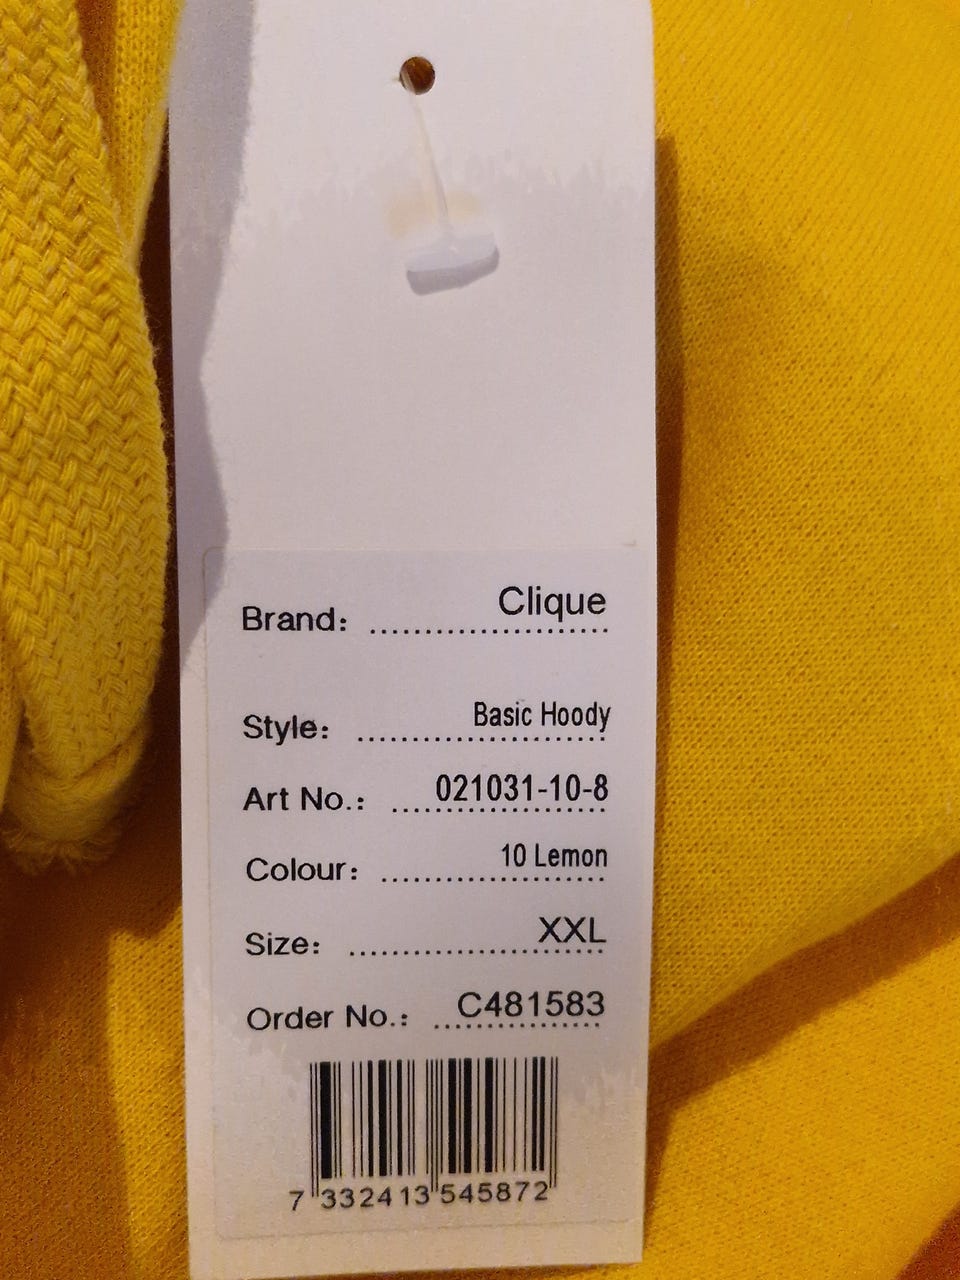 Brand: Clique
Style: Basic Hoody
Art No.: 021031-10-8
Colour: 10 Lemon
Size: XXL
Order No.: C481583
7 332413 545872